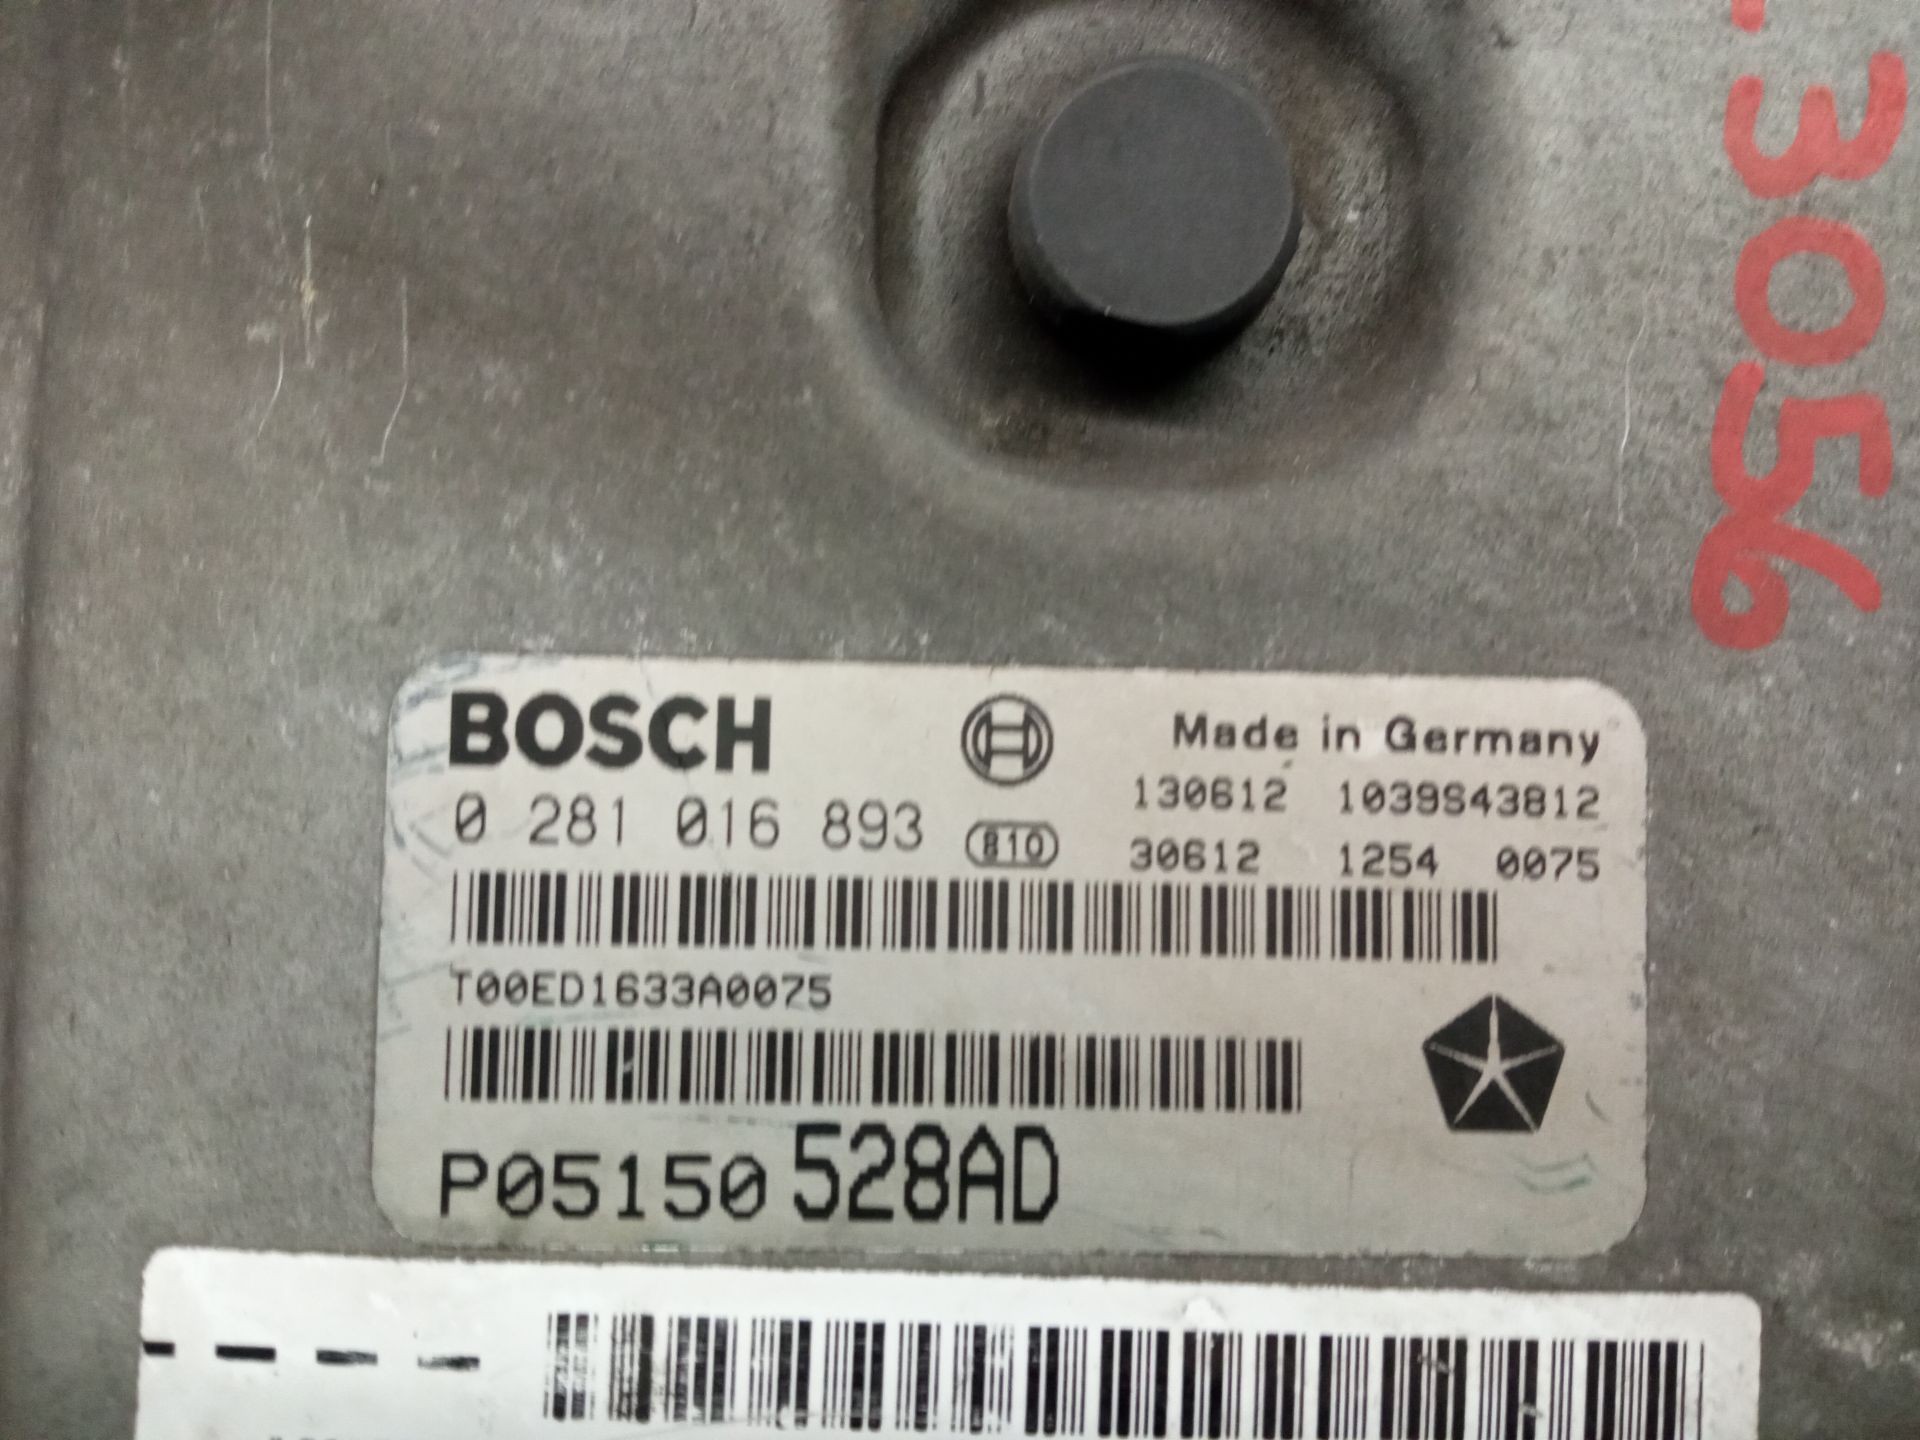 3056
BOSCH
Made in Germany
0 281 016 893
810
130612 1039S43812
30612 1254 0075
T00ED1633A0075
P05150528AD